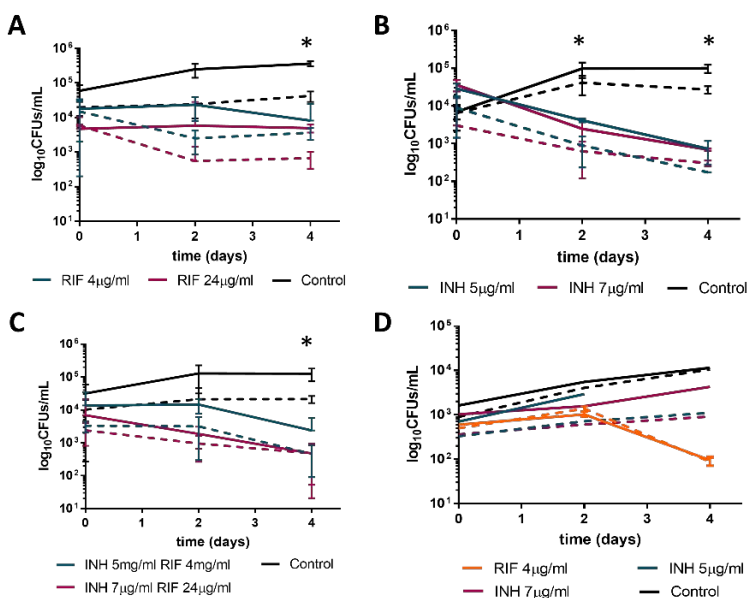 A
B
*
*
*
10⁶
10⁵
10⁴
10³
10²
10¹
log₁₀CFUs/mL
0
1
2
3
4
time (days)
RIF 4µg/ml RIF 24µg/ml Control
10⁶
10⁵
10⁴
10³
10²
10¹
log₁₀CFUs/mL
0
1
2
3
4
time (days)
INH 5µg/ml INH 7µg/ml Control
C
D
*
10⁶
10⁵
10⁴
10³
10²
10¹
log₁₀CFUs/mL
0
1
2
3
4
time (days)
INH 5mg/ml RIF 4mg/ml Control
INH 7µg/ml RIF 24µg/ml
10⁵
10⁴
10³
10²
10¹
log₁₀CFUs/mL
0
1
2
3
4
time (days)
RIF 4µg/ml INH 5µg/ml
INH 7µg/ml Control